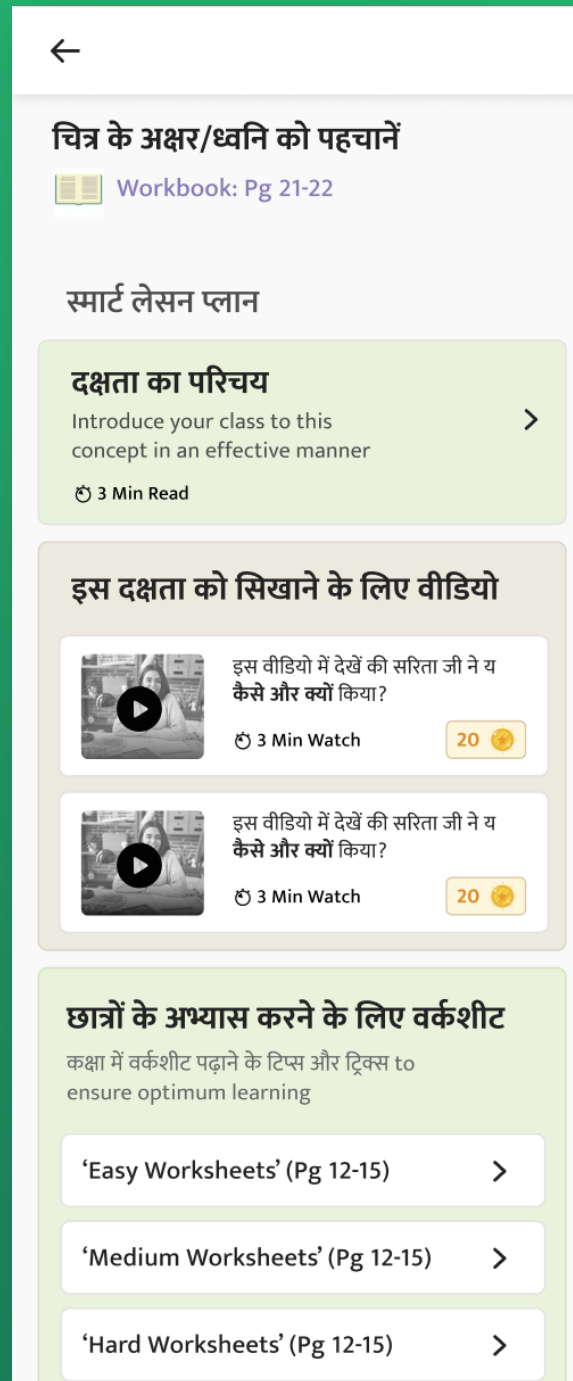 चित्र के अक्षर/ध्वनि को पहचानें
Workbook: Pg 21-22
स्मार्ट लेसन प्लान
दक्षता का परिचय
Introduce your class to this
concept in an effective manner
3 Min Read
इस दक्षता को सिखाने के लिए वीडियो
इस वीडियो में देखें की सरिता जी ने य
कैसे और क्यों किया?
3 Min Watch
20
इस वीडियो में देखें की सरिता जी ने य
कैसे और क्यों किया?
3 Min Watch
20
छात्रों के अभ्यास करने के लिए वर्कशीट
कक्षा में वर्कशीट पढ़ाने के टिप्स और ट्रिक्स to
ensure optimum learning
‘Easy Worksheets’ (Pg 12-15)
‘Medium Worksheets’ (Pg 12-15)
‘Hard Worksheets’ (Pg 12-15)